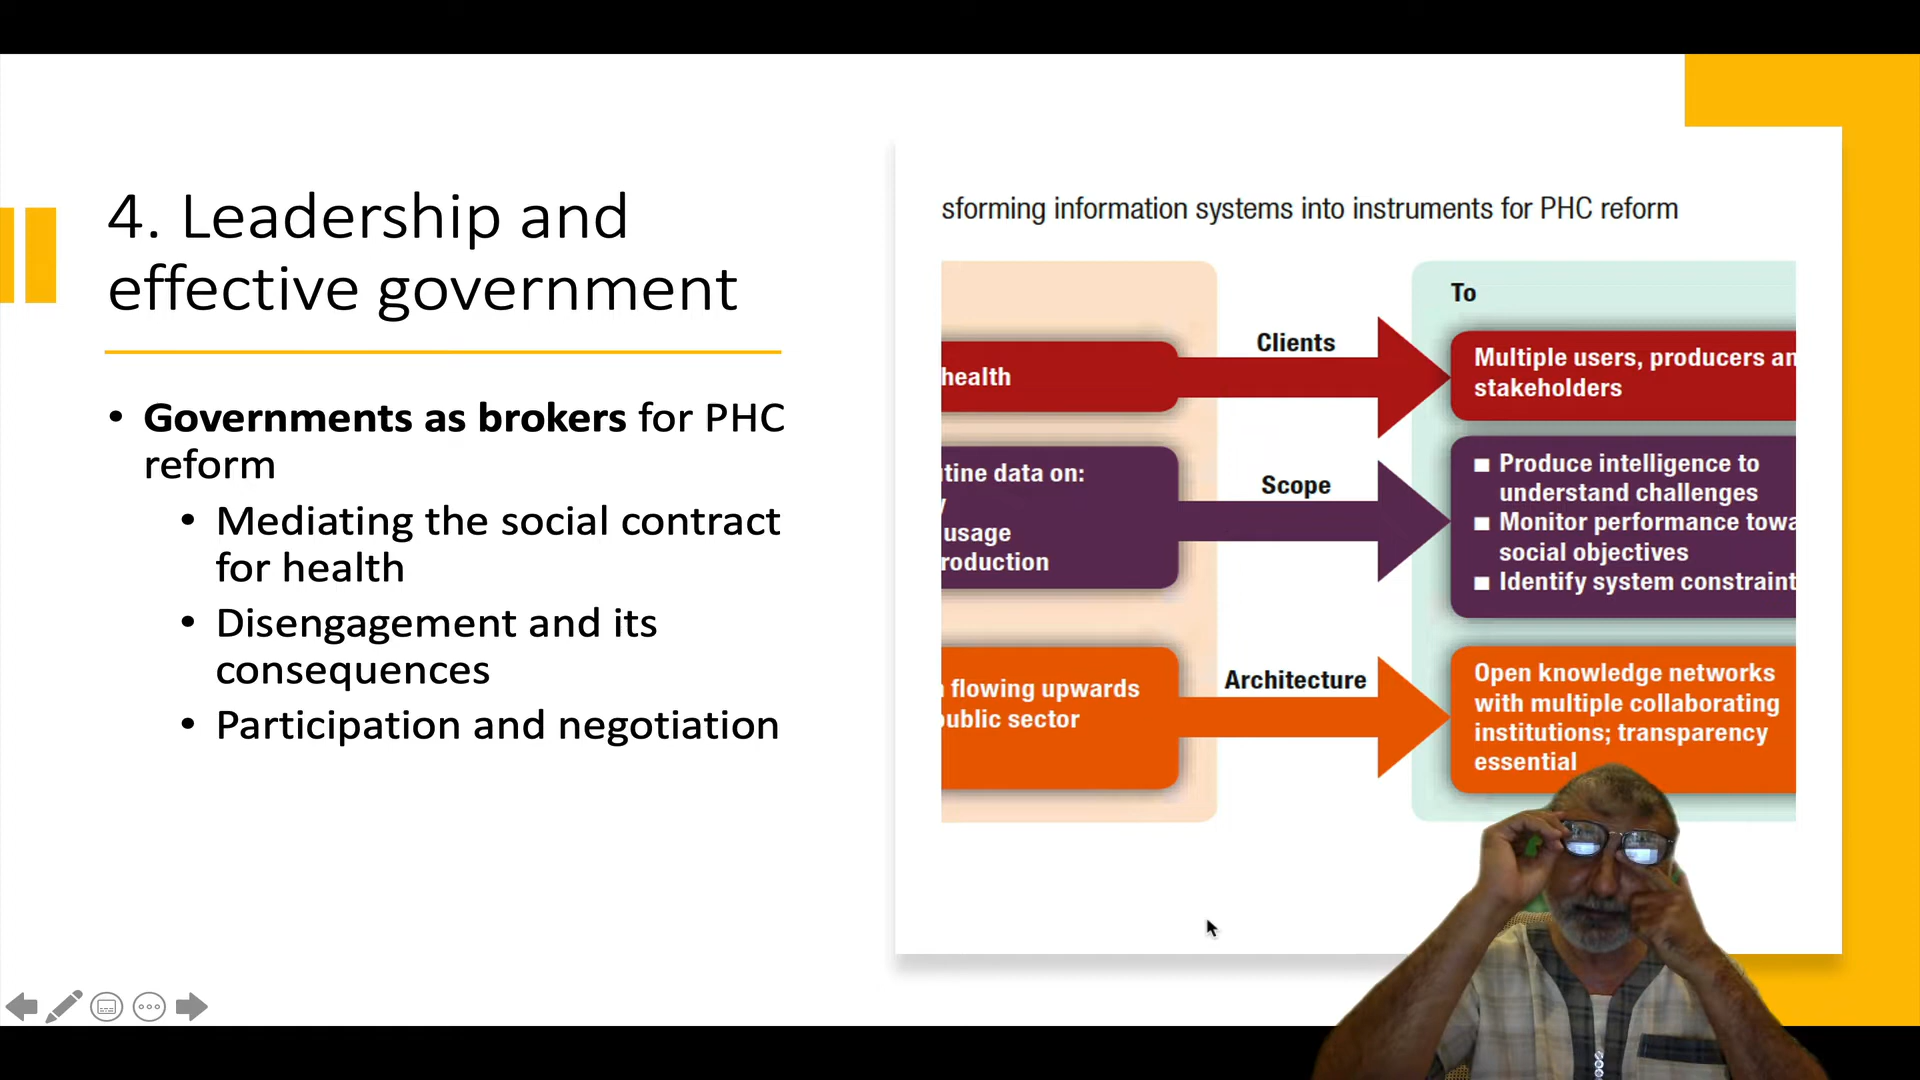 4. Leadership and
effective government
• Governments as brokers for PHC
reform
• Mediating the social contract
for health
• Disengagement and its
consequences
• Participation and negotiation
sforming information systems into instruments for PHC reform
To
health
Clients
Multiple users, producers an
stakeholders
tine data on:
usage
roduction
Scope
■ Produce intelligence to
understand challenges
■ Monitor performance towa
social objectives
■ Identify system constraint
flowing upwards
public sector
Architecture
Open knowledge networks
with multiple collaborating
institutions; transparency
essential